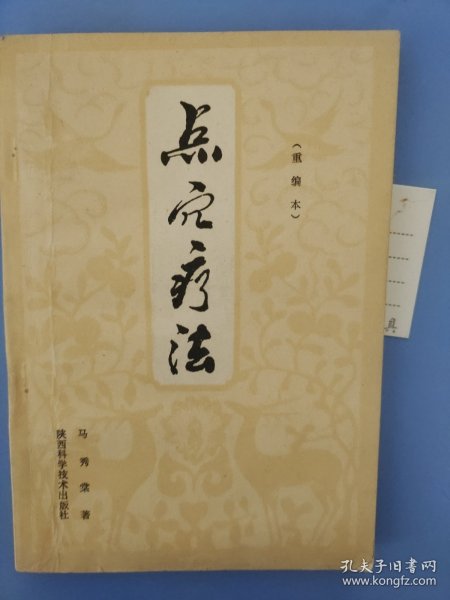 点穴疗法
（重编本）
马秀棠著
陕西科学技术出版社
真
孔夫子旧书网
www.kongfz.com